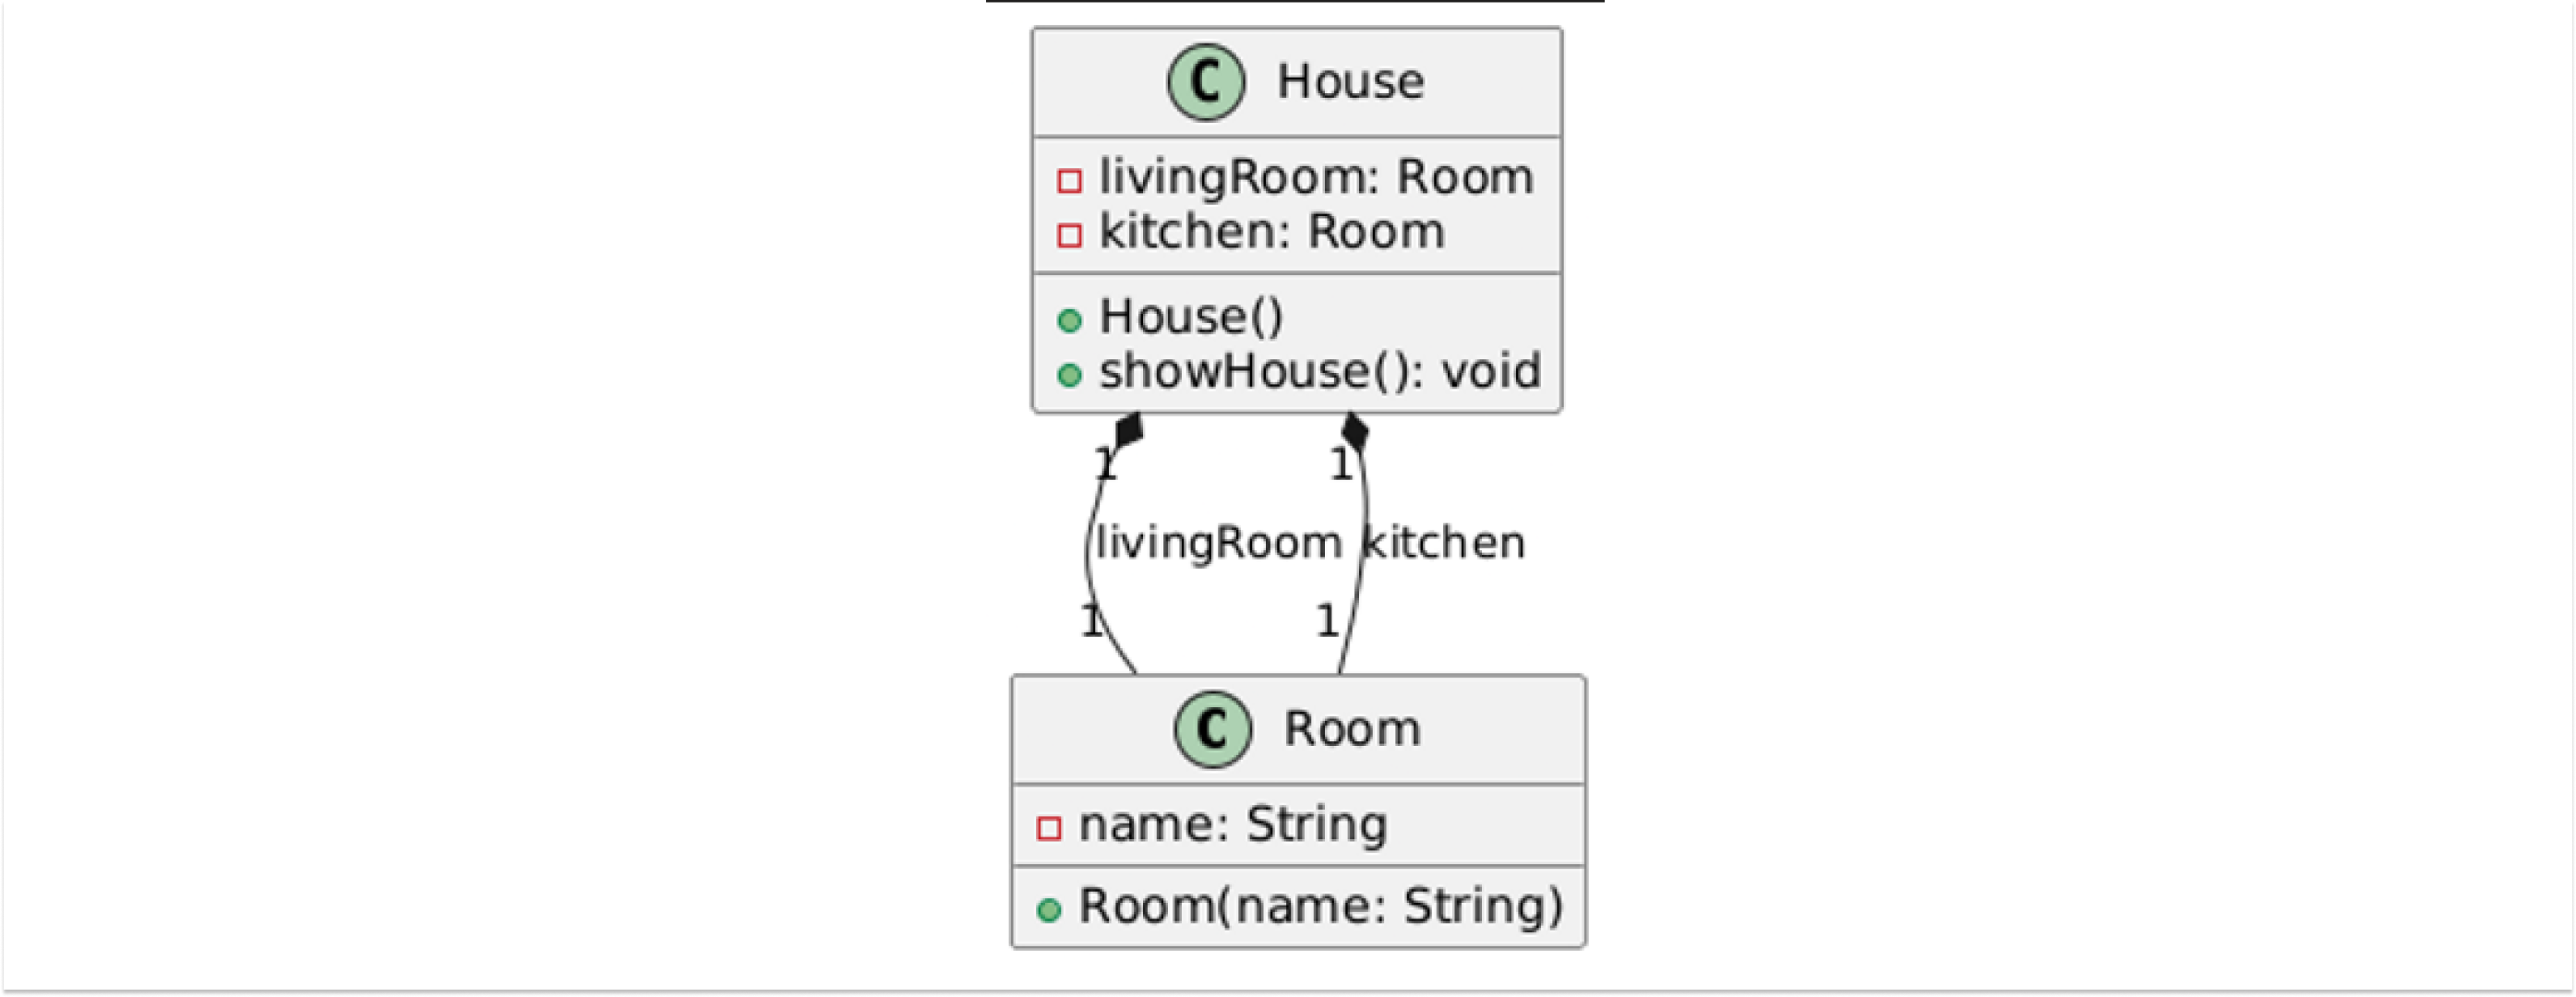 C House
livingRoom: Room
kitchen: Room
House()
showHouse(): void
1 1
livingRoom kitchen
1 1
C Room
name: String
Room(name: String)